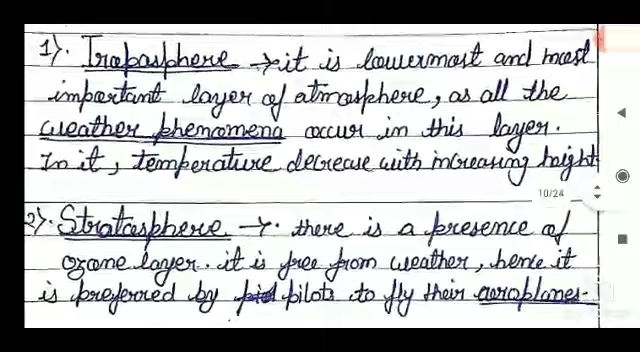 1). Troposphere → it is lowermost and most
important layer of atmosphere, as all the
weather phenomena occur in this layer.
In it, temperature decrease with increasing height.
10/24
2). Stratosphere →. there is a presence of
ozone layer. it is free from weather, hence it
is preferred by pilots to fly their aeroplanes.